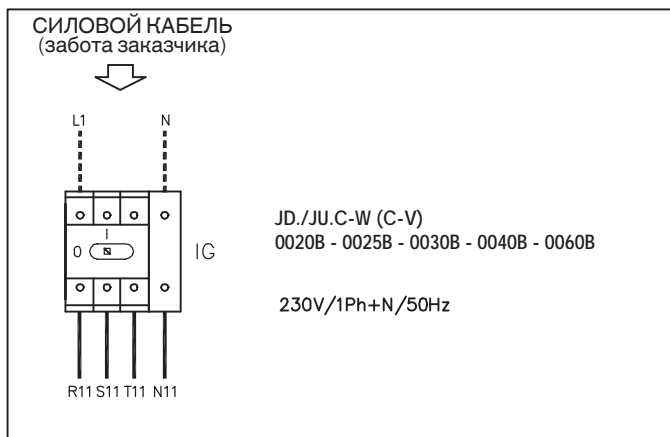 СИЛОВОЙ КАБЕЛЬ
(забота заказчика)
L1 N
I
0
IG
R11 S11 T11 N11
JD./JU.C-W (C-V)
0020B - 0025B - 0030B - 0040B - 0060B
230V/1Ph+N/50Hz